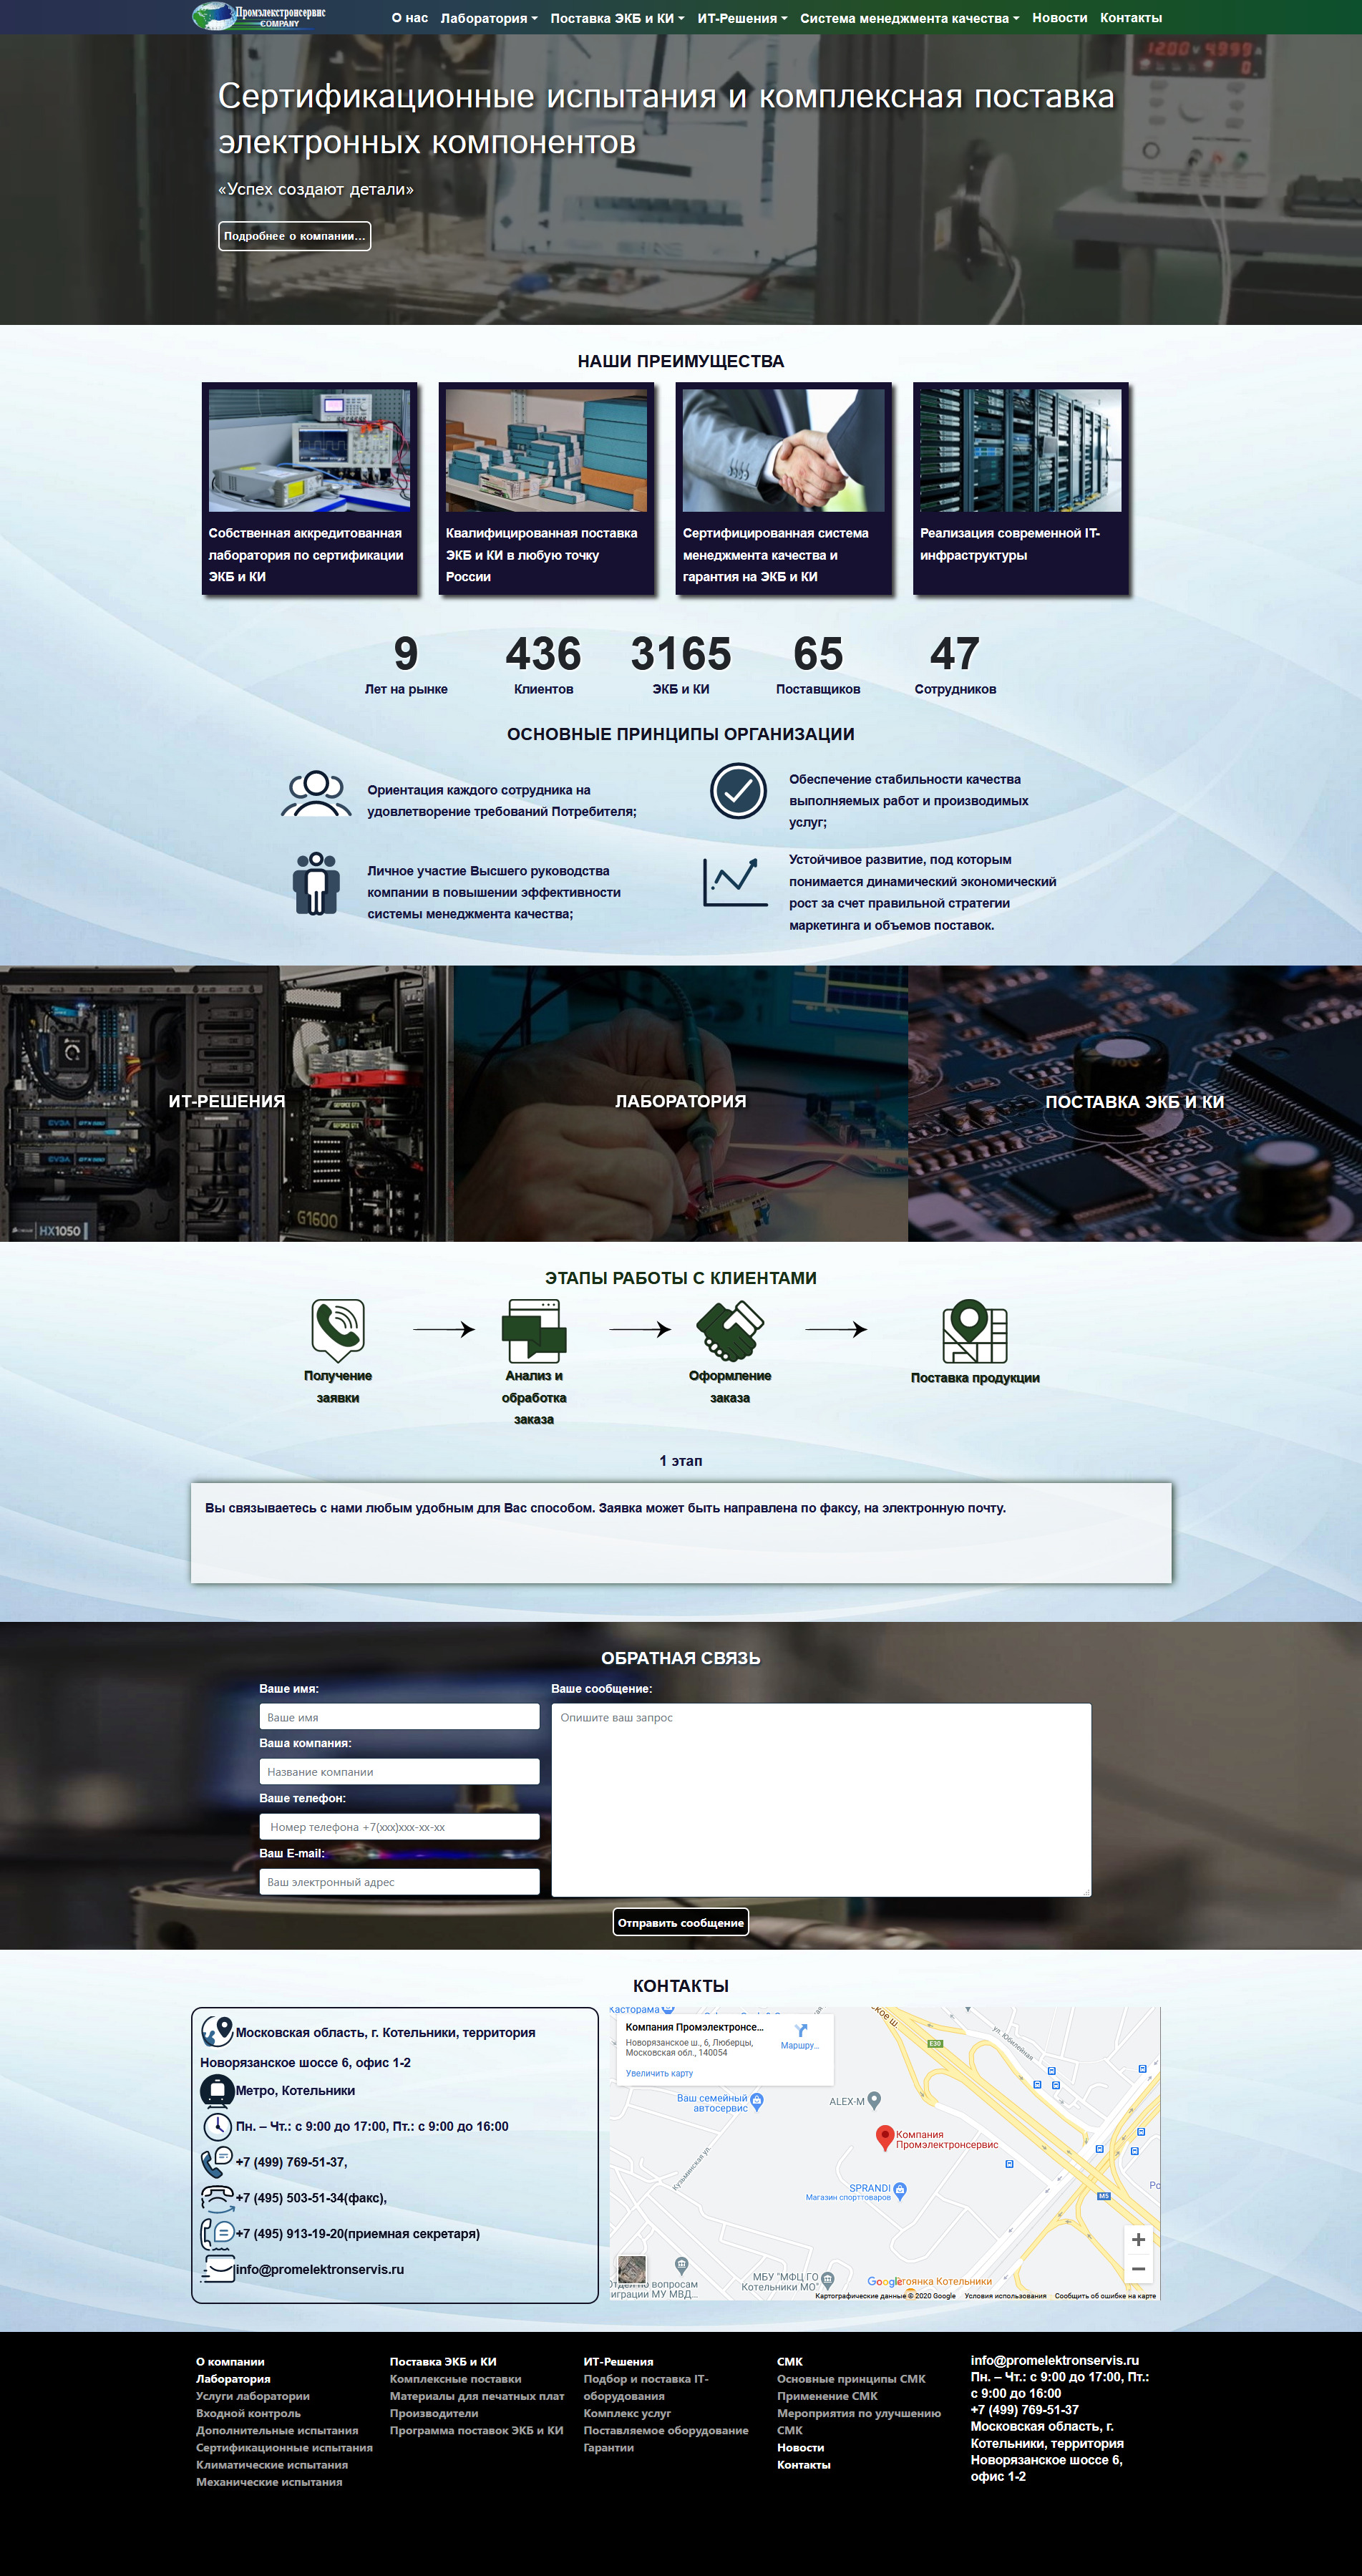 Промэлектронсервис
COMPANY
О нас Лаборатория Поставка ЭКБ и КИ ИТ-Решения Система менеджмента качества Новости Контакты
Сертификационные испытания и комплексная поставка
электронных компонентов
«Успех создают детали»
Подробнее о компании...
НАШИ ПРЕИМУЩЕСТВА
Собственная аккредитованная
лаборатория по сертификации
ЭКБ и КИ
Квалифицированная поставка
ЭКБ и КИ в любую точку
России
Сертифицированная система
менеджмента качества и
гарантия на ЭКБ и КИ
Реализация современной IT-
инфраструктуры
9 436 3165 65 47
Лет на рынке Клиентов ЭКБ и КИ Поставщиков Сотрудников
ОСНОВНЫЕ ПРИНЦИПЫ ОРГАНИЗАЦИИ
Ориентация каждого сотрудника на
удовлетворение требований Потребителя;
Обеспечение стабильности качества
выполняемых работ и производимых
услуг;
Личное участие Высшего руководства
компании в повышении эффективности
системы менеджмента качества;
Устойчивое развитие, под которым
понимается динамический экономический
рост за счет правильной стратегии
маркетинга и объемов поставок.
ИТ-РЕШЕНИЯ
HX1050
G1600
ЛАБОРАТОРИЯ
ПОСТАВКА ЭКБ И КИ
ЭТАПЫ РАБОТЫ С КЛИЕНТАМИ
Получение
заявки
Анализ и
обработка
заказа
Оформление
заказа
Поставка продукции
1 этап
Вы связываетесь с нами любым удобным для Вас способом. Заявка может быть направлена по факсу, на электронную почту.
ОБРАТНАЯ СВЯЗЬ
Ваше имя:
Ваше имя
Ваша компания:
Название компании
Ваше телефон:
Номер телефона +7(xxx)xxx-xx-xx
Ваш E-mail:
Ваш электронный адрес
Ваше сообщение:
Опишите ваш запрос
Отправить сообщение
КОНТАКТЫ
Московская область, г. Котельники, территория
Новорязанское шоссе 6, офис 1-2
Метро, Котельники
Пн. – Чт.: с 9:00 до 17:00, Пт.: с 9:00 до 16:00
+7 (499) 769-51-37,
+7 (495) 503-51-34(факс),
+7 (495) 913-19-20(приемная секретаря)
info@promelektronservis.ru
Касторама
Компания Промэлектронсе...
Новорязанское ш., 6, Люберцы,
Московская обл., 140054
Маршру...
Увеличить карту
ское ш.
E30
ул. Юбилейная
Ваш семейный
автосервис
ALEX-M
Компания
Промэлектронсервис
Кузьминская ул.
SPRANDI
Магазин спорттоваров
M5
МБУ "МФЦ ГО
Котельники МО"
Google
Картографические данные © 2020 Google Условия использования Сообщить об ошибке на карте
О компании
Лаборатория
Услуги лаборатории
Входной контроль
Дополнительные испытания
Сертификационные испытания
Климатические испытания
Механические испытания
Поставка ЭКБ и КИ
Комплексные поставки
Материалы для печатных плат
Производители
Программа поставок ЭКБ и КИ
ИТ-Решения
Подбор и поставка IT-
оборудования
Комплекс услуг
Поставляемое оборудование
Гарантии
СМК
Основные принципы СМК
Применение СМК
Мероприятия по улучшению
СМК
Новости
Контакты
info@promelektronservis.ru
Пн. – Чт.: с 9:00 до 17:00, Пт.:
с 9:00 до 16:00
+7 (499) 769-51-37
Московская область, г.
Котельники, территория
Новорязанское шоссе 6,
офис 1-2